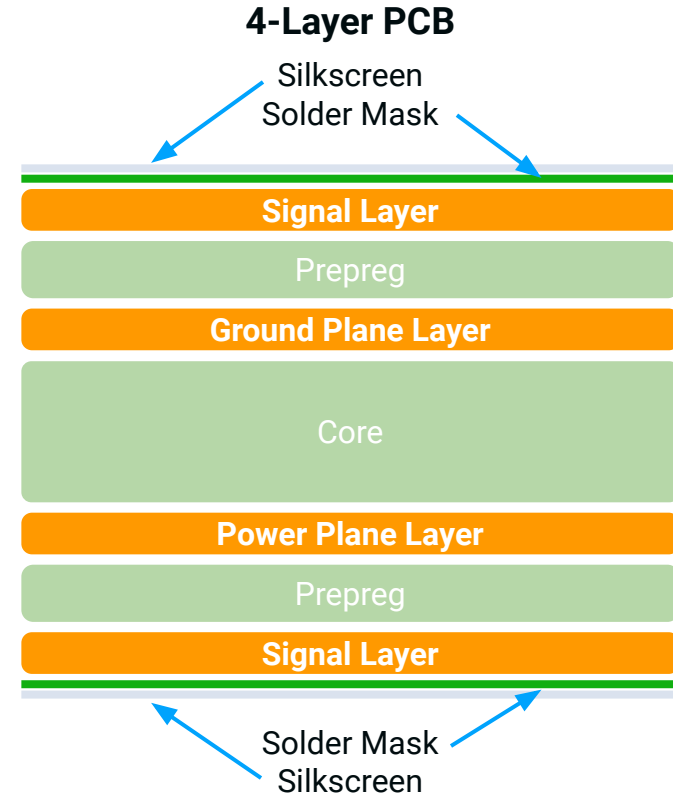 4-Layer PCB
Silkscreen
Solder Mask
Signal Layer
Prepreg
Ground Plane Layer
Core
Power Plane Layer
Prepreg
Signal Layer
Solder Mask
Silkscreen